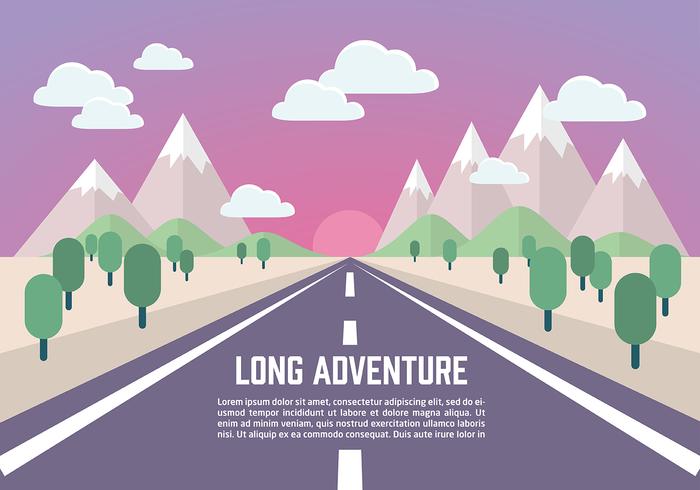 LONG ADVENTURE
Lorem ipsum dolor sit amet, consectetur adipiscing elit, sed do ei-
usmod tempor incididunt ut labore et dolore magna aliqua. Ut
enim ad minim veniam, quis nostrud exercitation ullamco laboris
nisi. Ut aliquip ex ea commodo consequat. Duis aute irure lolor in